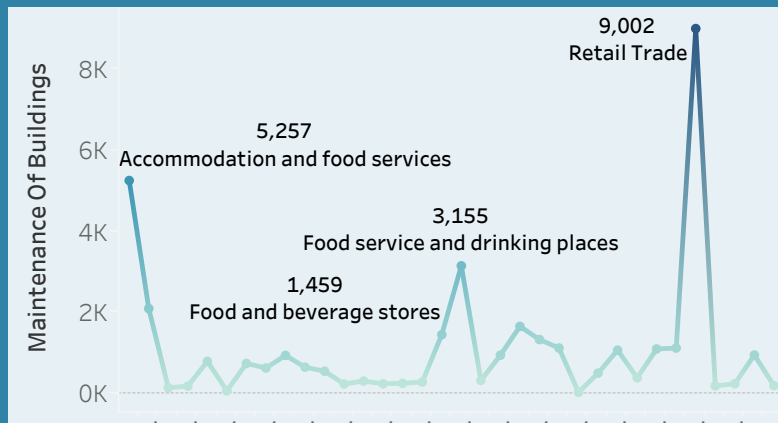 9,002
Retail Trade
8K
5,257
Accommodation and food services
6K
Maintenance Of Buildings
4K
3,155
Food service and drinking places
1,459
Food and beverage stores
2K
0K